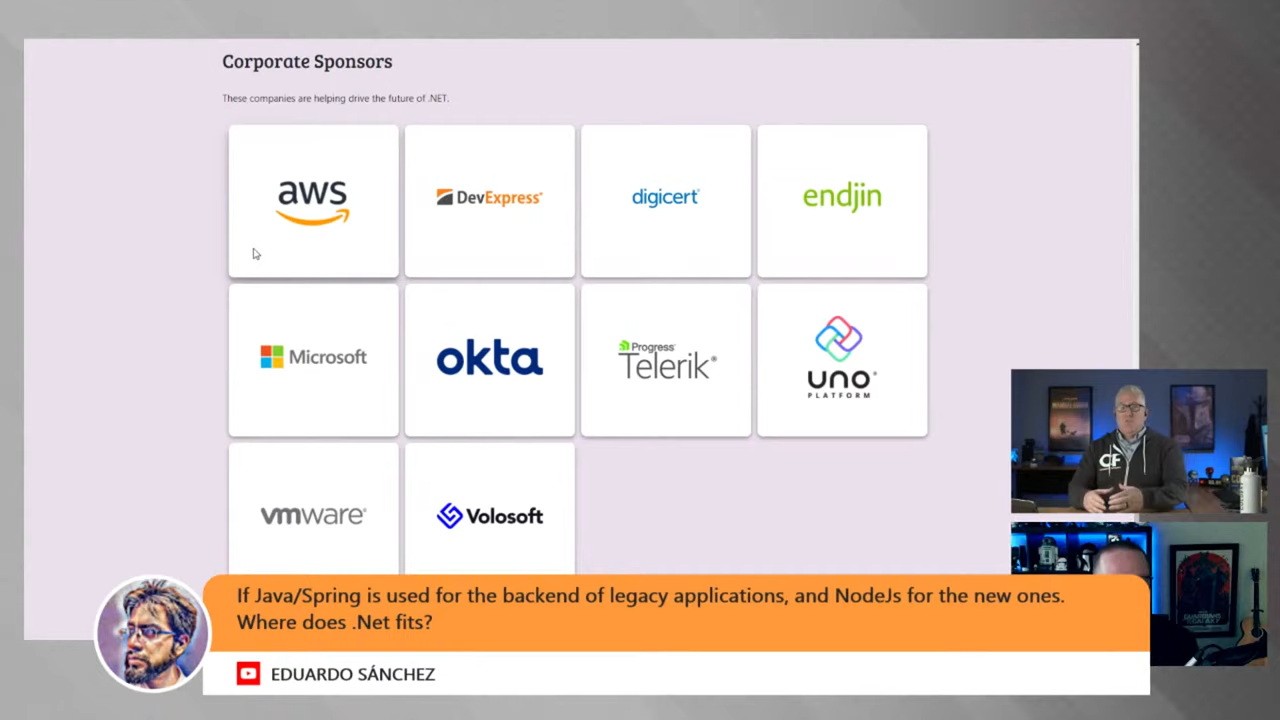 Corporate Sponsors
These companies are helping drive the future of .NET.
aws
DevExpress
digicert
endjin
Microsoft
okta
Progress
Telerik
uno
PLATFORM
vmware
Volosoft
CF
If Java/Spring is used for the backend of legacy applications, and NodeJs for the new ones.
Where does .Net fits?
EDUARDO SÁNCHEZ